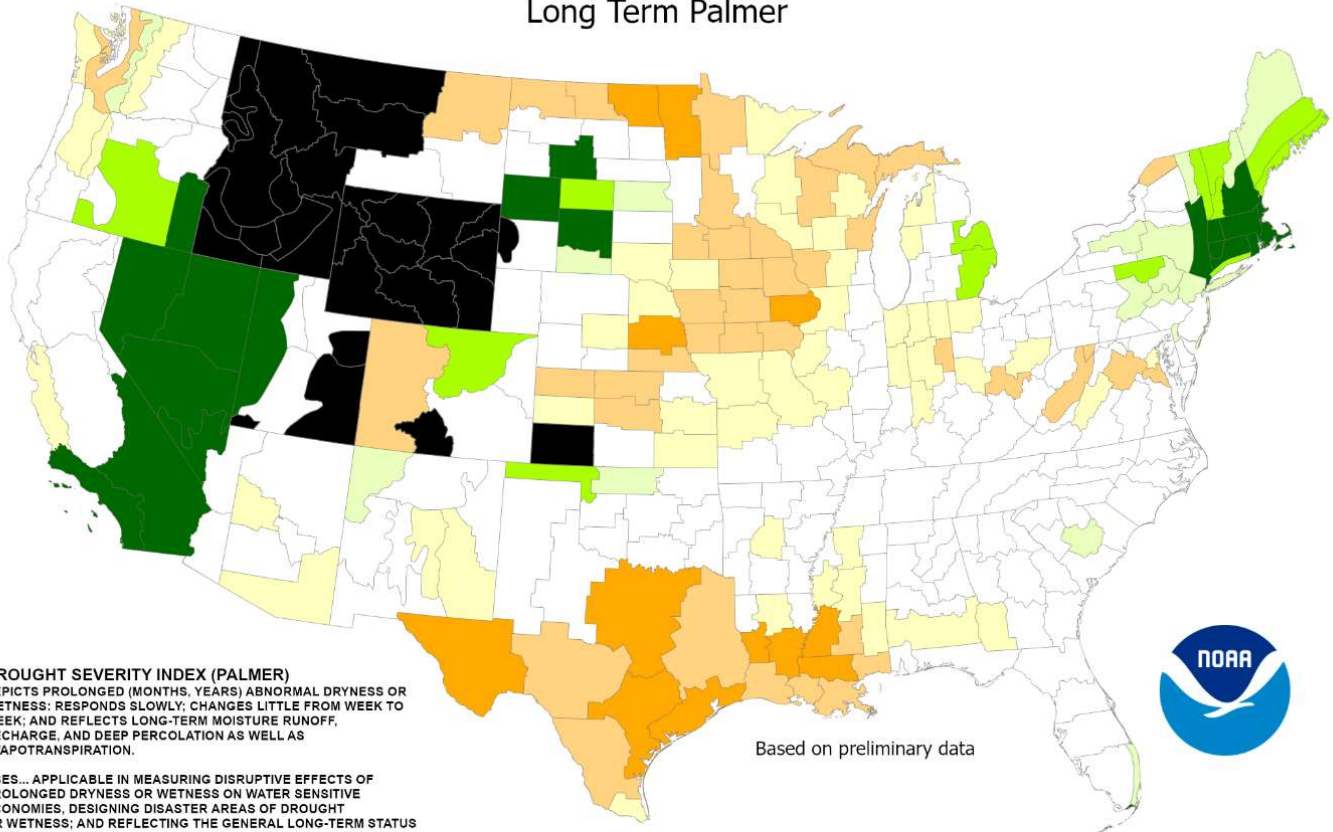 Long Term Palmer
ROUGHT SEVERITY INDEX (PALMER)
EPICTS PROLONGED (MONTHS, YEARS) ABNORMAL DRYNESS OR
ETNESS: RESPONDS SLOWLY; CHANGES LITTLE FROM WEEK TO
EEK; AND REFLECTS LONG-TERM MOISTURE RUNOFF,
ECHARGE, AND DEEP PERCOLATION AS WELL AS
VAPOTRANSPIRATION.
SES... APPLICABLE IN MEASURING DISRUPTIVE EFFECTS OF
ROLONGED DRYNESS OR WETNESS ON WATER SENSITIVE
CONOMIES, DESIGNING DISASTER AREAS OF DROUGHT
R WETNESS; AND REFLECTING THE GENERAL LONG-TERM STATUS
Based on preliminary data
NOAA